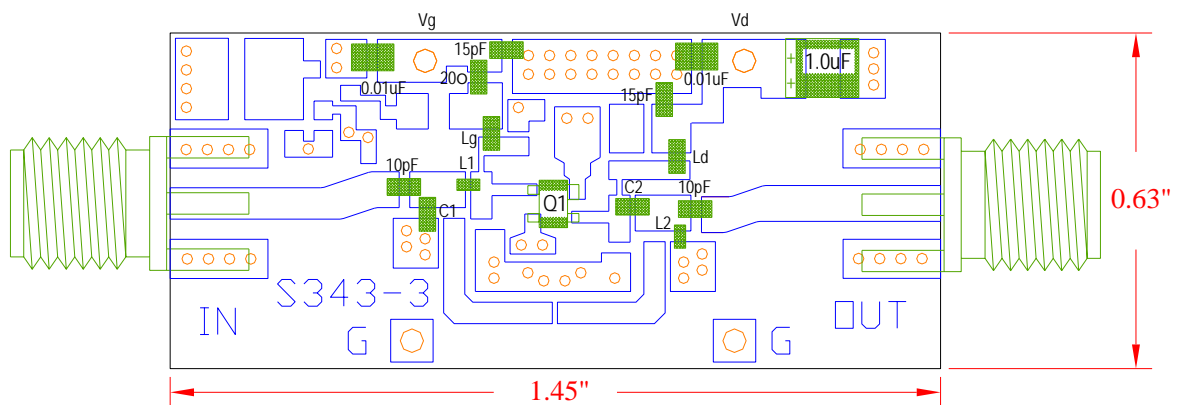 Vg Vd
15pF
0.01uF 20o 15pF 0.01uF + 1.0uF
+
Lg Ld
10pF L1 C2 10pF
C1 Q1 L2
0.63"
S343-3
IN OUT
G G
1.45"